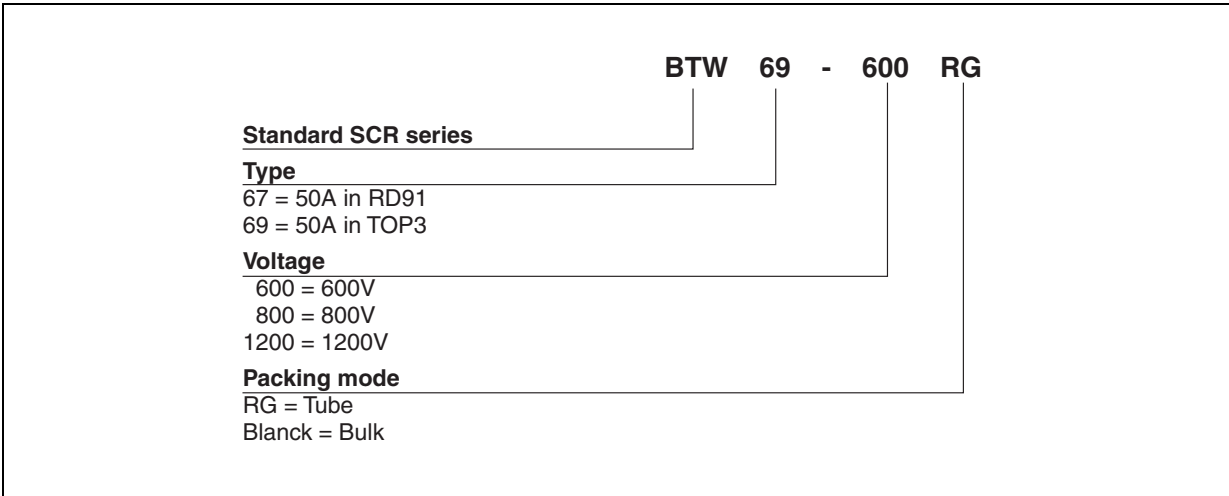 BTW 69 - 600 RG
Standard SCR series
Type
67 = 50A in RD91
69 = 50A in TOP3
Voltage
600 = 600V
800 = 800V
1200 = 1200V
Packing mode
RG = Tube
Blanck = Bulk